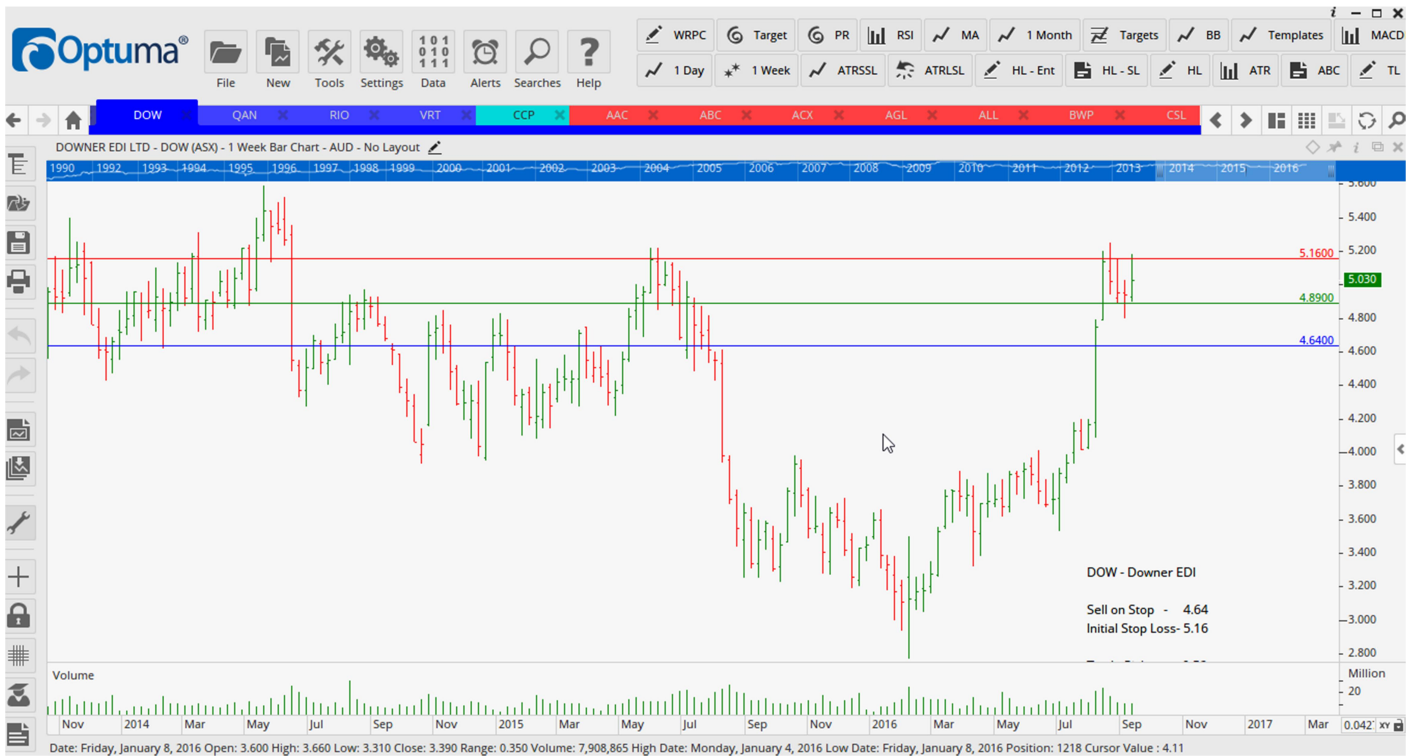 i
Optuma®
WRPC Target PR RSI MA 1 Month Targets BB Templates MACD
1 Day 1 Week ATRSSL ATRLSL HL - Ent HL - SL HL ATR ABC TL
File New Tools Settings Data Alerts Searches Help
DOW QAN RIO VRT CCP AAC ABC ACX AGL ALL BWP CSL
DOWNER EDI LTD - DOW (ASX) - 1 Week Bar Chart - AUD - No Layout
1990 1992 1993 1994 1995 1996 1997 1998 1999 2000 2001 2002 2003 2004 2005 2006 2007 2008 2009 2010 2011 2012 2013 2014 2015 2016
5.600
5.400
5.200
5.1600
5.030
4.8900
4.800
4.6400
4.600
4.400
4.200
4.000
3.800
3.600
3.400
3.200
3.000
2.800
DOW - Downer EDI
Sell on Stop - 4.64
Initial Stop Loss- 5.16
Volume
Million
20
Nov 2014 Mar May Jul Sep Nov 2015 Mar May Jul Sep Nov 2016 Mar May Jul Sep Nov 2017 Mar
XY
Date: Friday, January 8, 2016 Open: 3.600 High: 3.660 Low: 3.310 Close: 3.390 Range: 0.350 Volume: 7,908,865 High Date: Monday, January 4, 2016 Low Date: Friday, January 8, 2016 Position: 1218 Cursor Value : 4.11